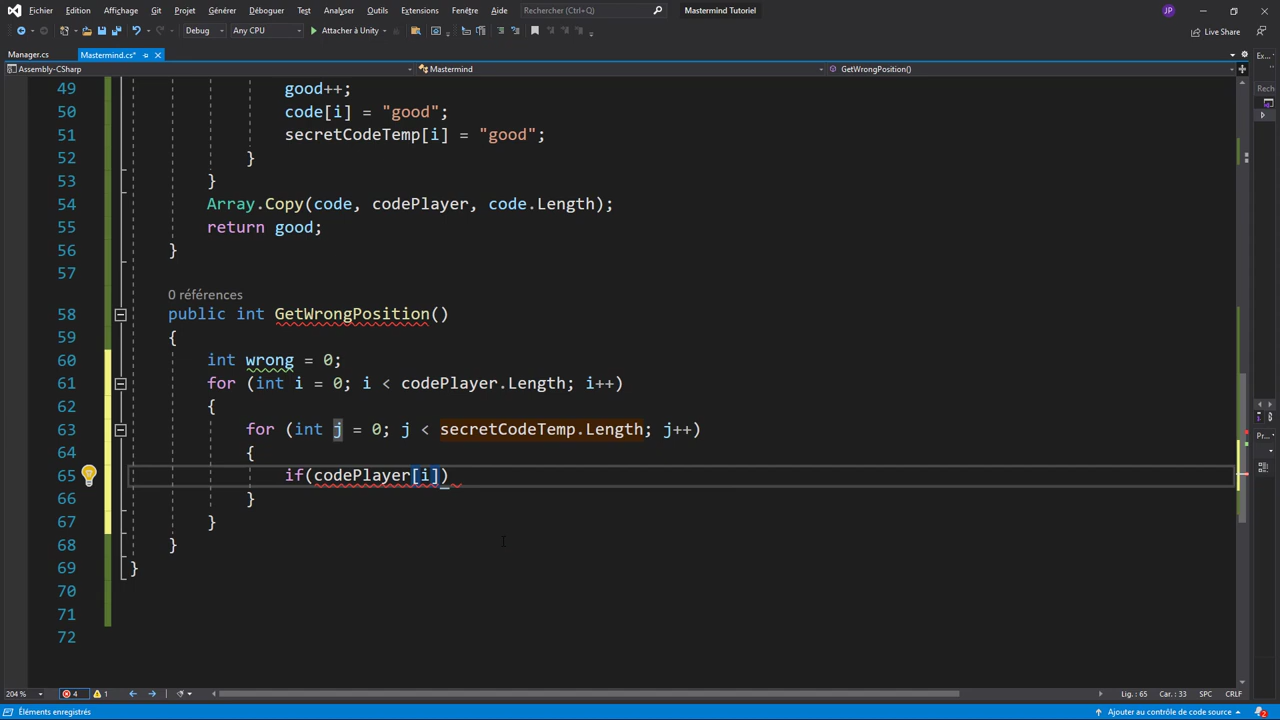 Fichier Edition Affichage Git Projet Générer Déboguer Test Analyser Outils Extensions Fenêtre Aide Rechercher (Ctrl+Q) Mastermind Tutoriel JP
Debug Any CPU Attacher à Unity Live Share
Manager.cs Mastermind.cs* Ex...
Assembly-CSharp Mastermind GetWrongPosition()
Rech
49 good++;
50 code[i] = "good";
51 secretCodeTemp[i] = "good";
52 }
53 }
54 Array.Copy(code, codePlayer, code.Length);
55 return good;
56 }
57
0 références
58 public int GetWrongPosition()
59 {
60 int wrong = 0;
61 for (int i = 0; i < codePlayer.Length; i++)
62 {
63 for (int j = 0; j < secretCodeTemp.Length; j++)
64 {
65 if(codePlayer[i])
66 }
67 }
68 }
69 }
70
71
72
Pr...
204 % 4 1 Lig. : 65 Car. : 33 SPC CRLF
Éléments enregistrés Ajouter au contrôle de code source 2